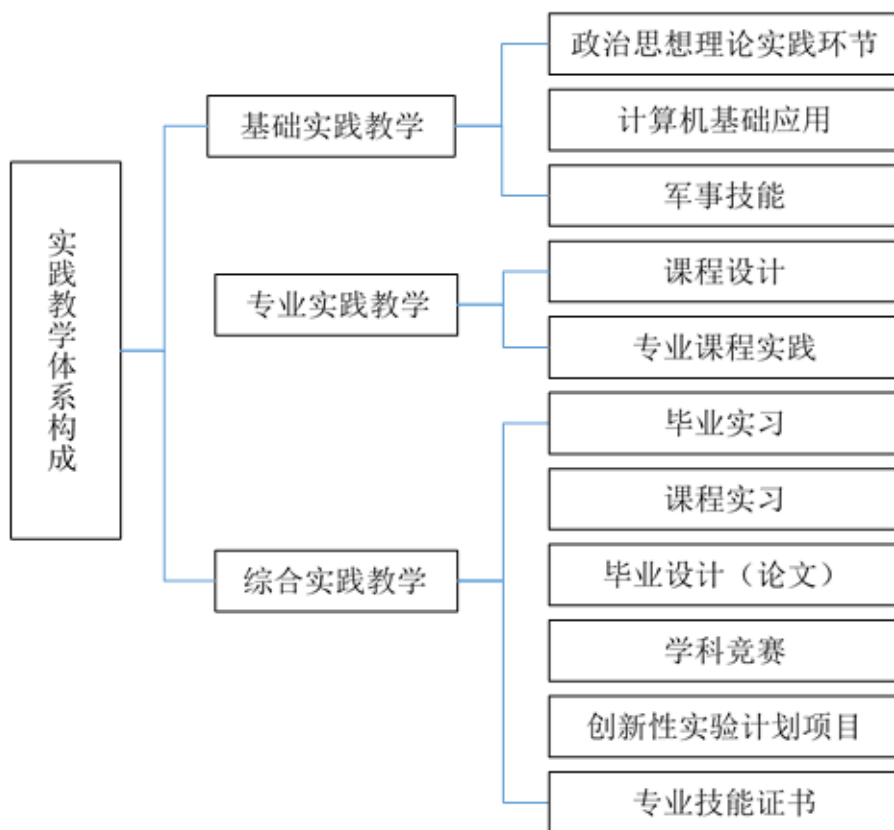 实践教学体系构成
基础实践教学
政治思想理论实践环节
计算机基础应用
军事技能
专业实践教学
课程设计
专业课程实践
综合实践教学
毕业实习
课程实习
毕业设计（论文）
学科竞赛
创新性实验计划项目
专业技能证书